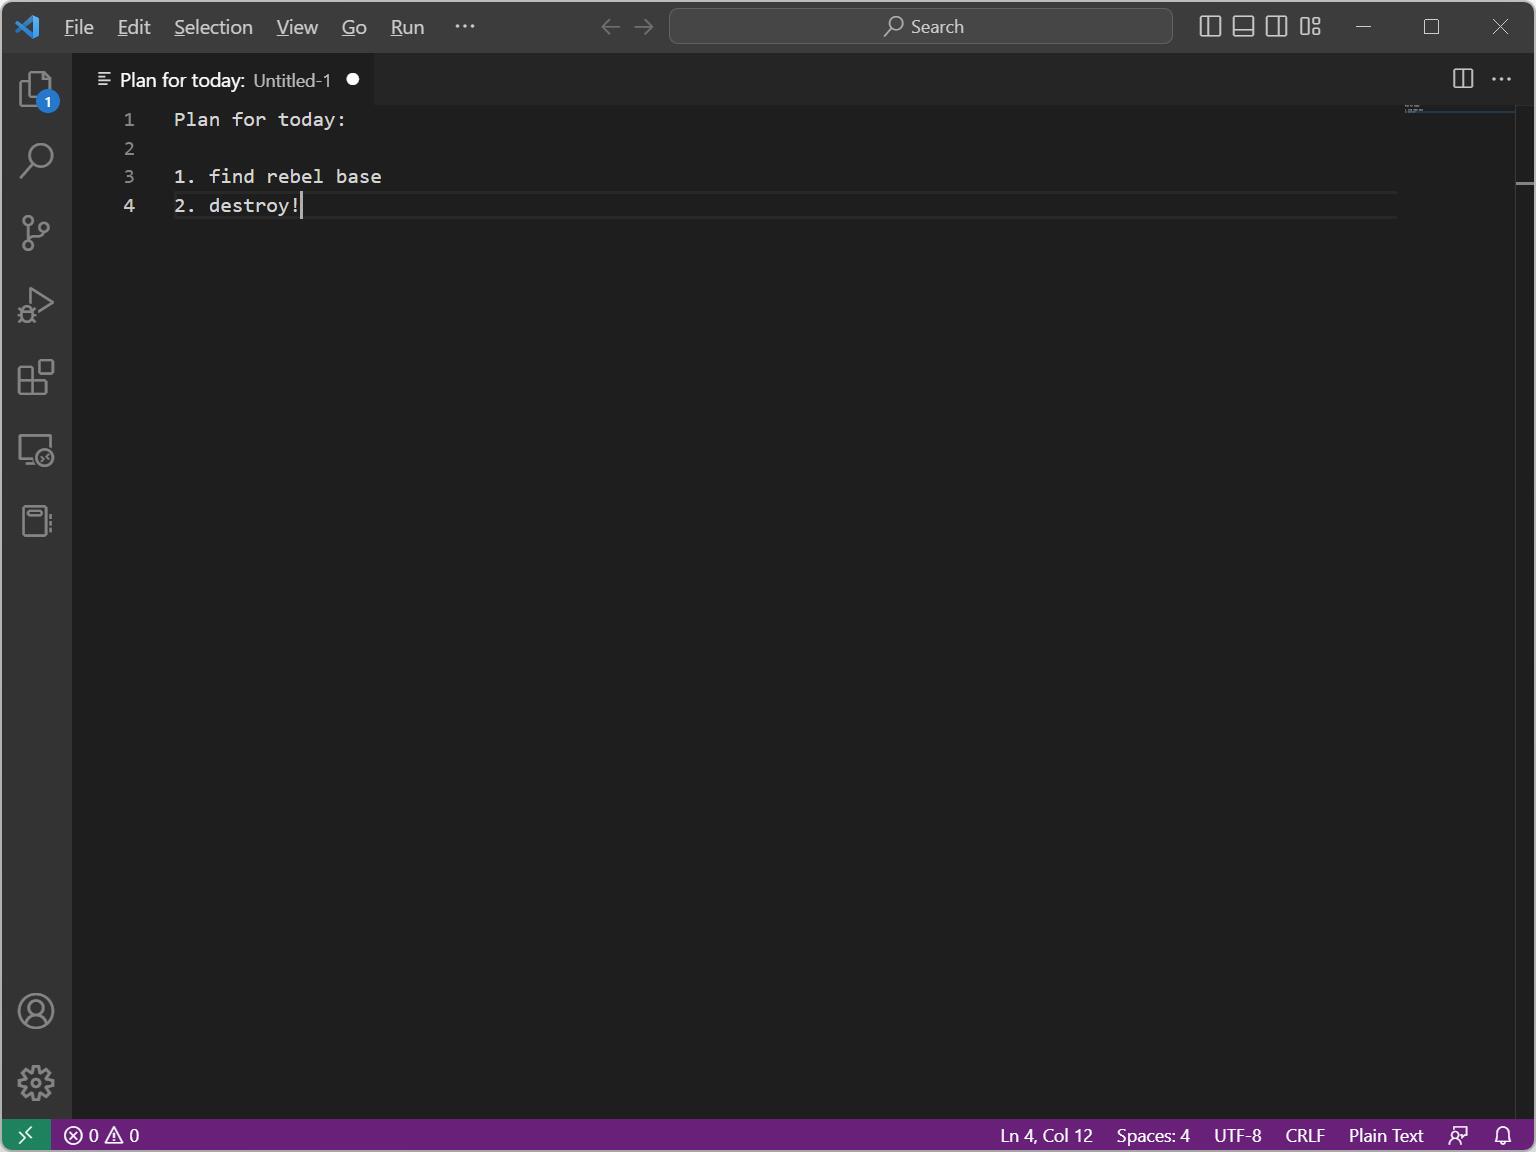 File Edit Selection View Go Run ··· Search
1
Plan for today: Untitled-1
1 Plan for today:
2
3 1. find rebel base
4 2. destroy!
0 0 Ln 4, Col 12 Spaces: 4 UTF-8 CRLF Plain Text